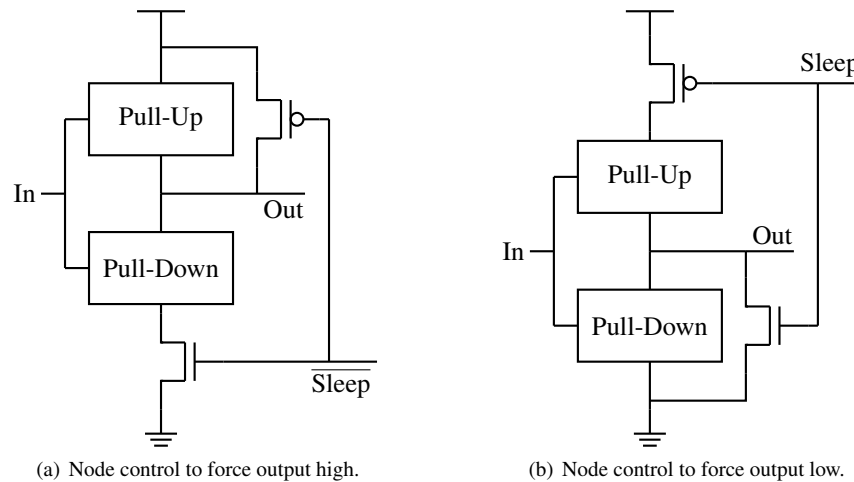 Pull-Up
In
Out
Pull-Down
Sleep
(a) Node control to force output high.
Sleep
Pull-Up
Out
In
Pull-Down
(b) Node control to force output low.